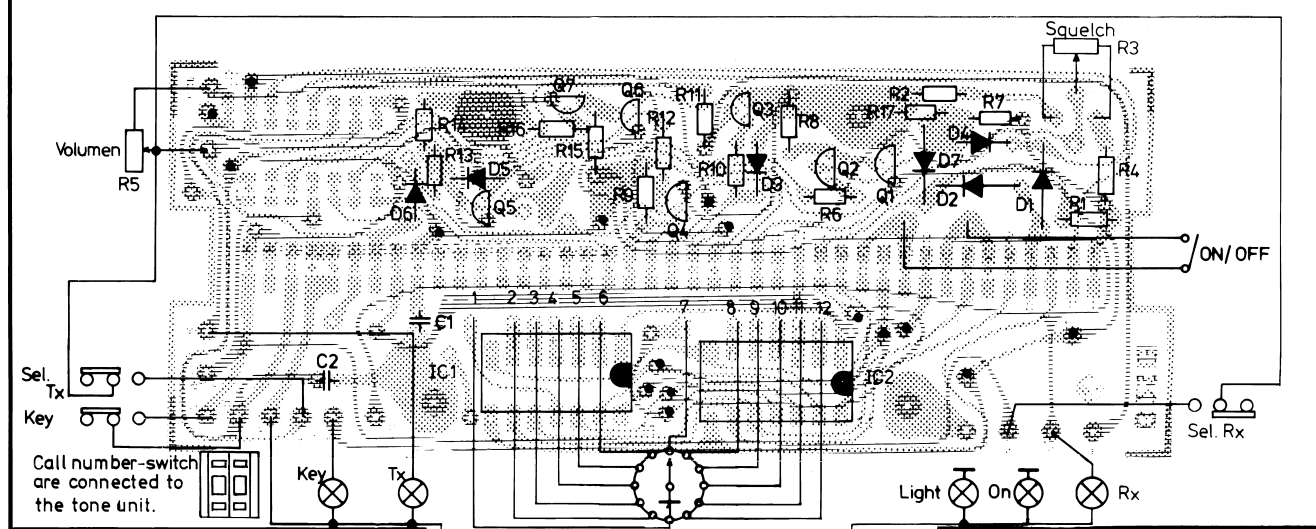 Squelch
R3
Volumen
R5
R14
R13
D6
D5
Q5
R16
Q7
R15
Q6
R12
R9
Q4
R11
R10
Q3
D3
R8
Q2
R6
Q1
R2
R17
R7
D4
D7
D2
D1
R4
R1
ON/OFF
1 2 3 4 5 6 7 8 9 10 11 12
C1
C2
IC1
IC2
Sel.
Tx
Key
Sel. Rx
Call number-switch
are connected to
the tone unit.
Key
Tx
Light
On
Rx